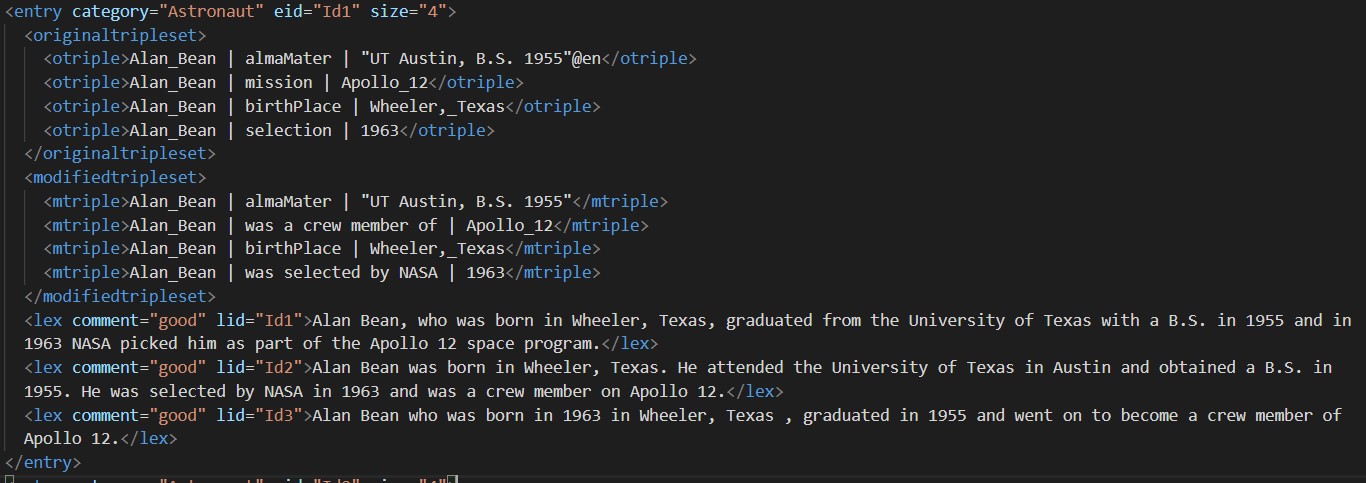 <entry category="Astronaut" eid="Id1" size="4">
<originaltripleset>
<otriple>Alan_Bean | almaMater | "UT Austin, B.S. 1955"@en</otriple>
<otriple>Alan_Bean | mission | Apollo_12</otriple>
<otriple>Alan_Bean | birthPlace | Wheeler,_Texas</otriple>
<otriple>Alan_Bean | selection | 1963</otriple>
</originaltripleset>
<modifiedtripleset>
<mtriple>Alan_Bean | almaMater | "UT Austin, B.S. 1955"</mtriple>
<mtriple>Alan_Bean | was a crew member of | Apollo_12</mtriple>
<mtriple>Alan_Bean | birthPlace | Wheeler,_Texas</mtriple>
<mtriple>Alan_Bean | was selected by NASA | 1963</mtriple>
</modifiedtripleset>
<lex comment="good" lid="Id1">Alan Bean, who was born in Wheeler, Texas, graduated from the University of Texas with a B.S. in 1955 and in
1963 NASA picked him as part of the Apollo 12 space program.</lex>
<lex comment="good" lid="Id2">Alan Bean was born in Wheeler, Texas. He attended the University of Texas in Austin and obtained a B.S. in
1955. He was selected by NASA in 1963 and was a crew member on Apollo 12.</lex>
<lex comment="good" lid="Id3">Alan Bean who was born in 1963 in Wheeler, Texas , graduated in 1955 and went on to become a crew member of
Apollo 12.</lex>
</entry>